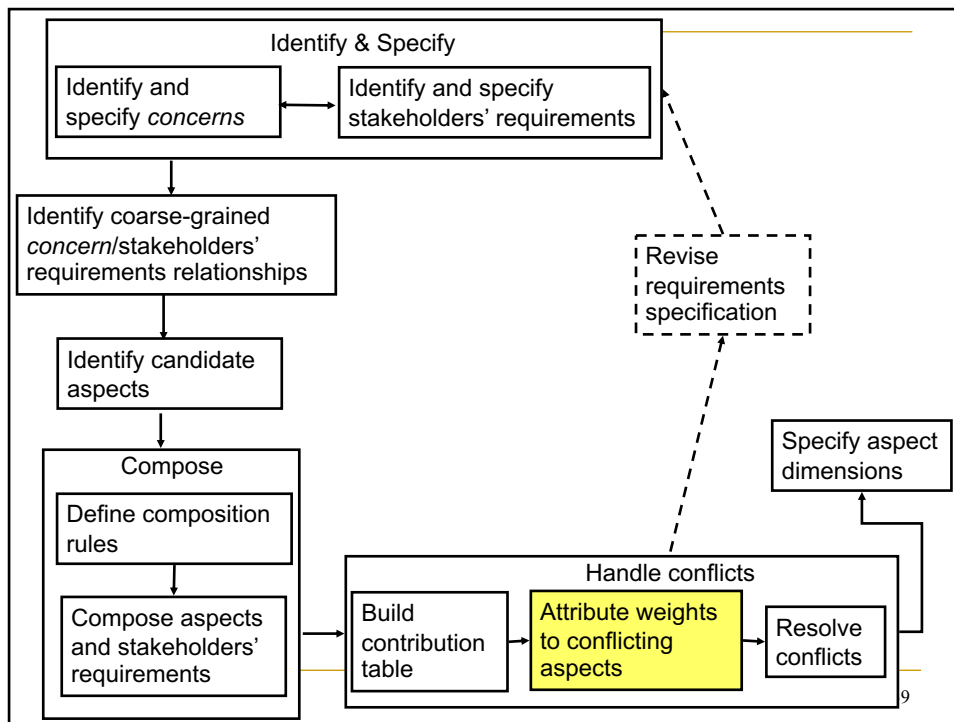 Identify & Specify
Identify and
specify concerns
Identify and specify
stakeholders’ requirements
Identify coarse-grained
concern/stakeholders’
requirements relationships
Revise
requirements
specification
Identify candidate
aspects
Specify aspect
dimensions
Compose
Define composition
rules
Compose aspects
and stakeholders’
requirements
Handle conflicts
Build
contribution
table
Attribute weights
to conflicting
aspects
Resolve
conflicts
9